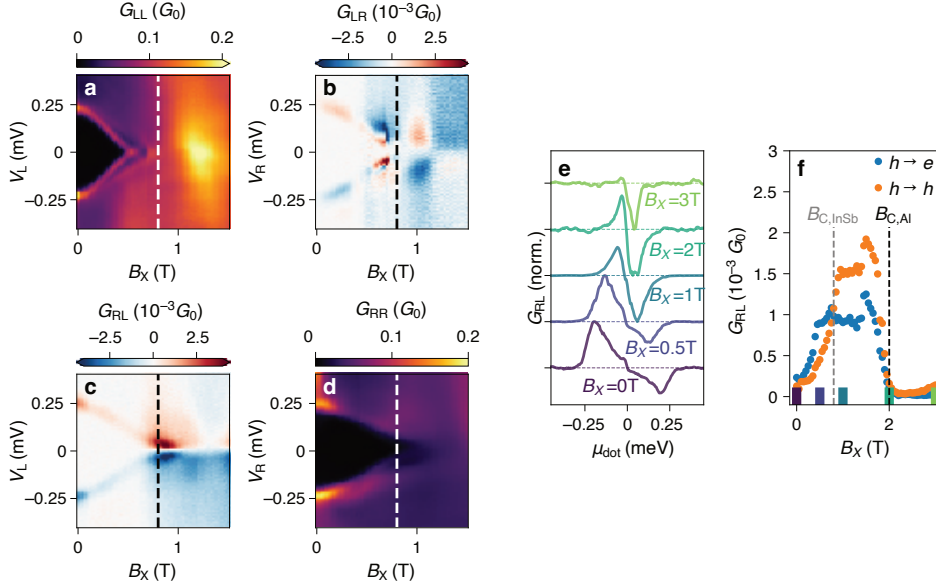 G_LL (G_0)
0 0.1 0.2
a
0.25
0
−0.25
V_L (mV)
0 1
B_X (T)
G_LR (10^−3 G_0)
−2.5 0 2.5
b
0.25
0
−0.25
V_R (mV)
0 1
B_X (T)
G_RL (10^−3 G_0)
−2.5 0 2.5
c
0.25
0
−0.25
V_L (mV)
0 1
B_X (T)
G_RR (G_0)
0 0.1 0.2
d
0.25
0
−0.25
V_R (mV)
0 1
B_X (T)
e
B_X=3T
B_X=2T
B_X=1T
B_X=0.5T
B_X=0T
G_RL (norm.)
−0.25 0 0.25
μ_dot (meV)
f
h → e
h → h
B_C,InSb
B_C,Al
3
2.5
2
1.5
1
0.5
0
G_RL (10^−3 G_0)
0 2
B_X (T)